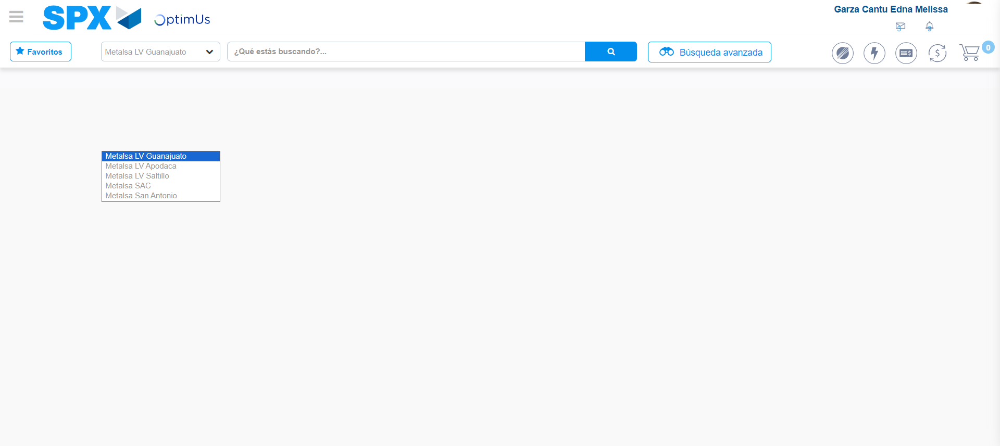 SPX
OptimUs
Garza Cantu Edna Melissa
3
Favoritos
Metalsa LV Guanajuato
¿Qué estás buscando?...
Búsqueda avanzada
0
Metalsa LV Guanajuato
Metalsa LV Apodaca
Metalsa LV Saltillo
Metalsa SAC
Metalsa San Antonio